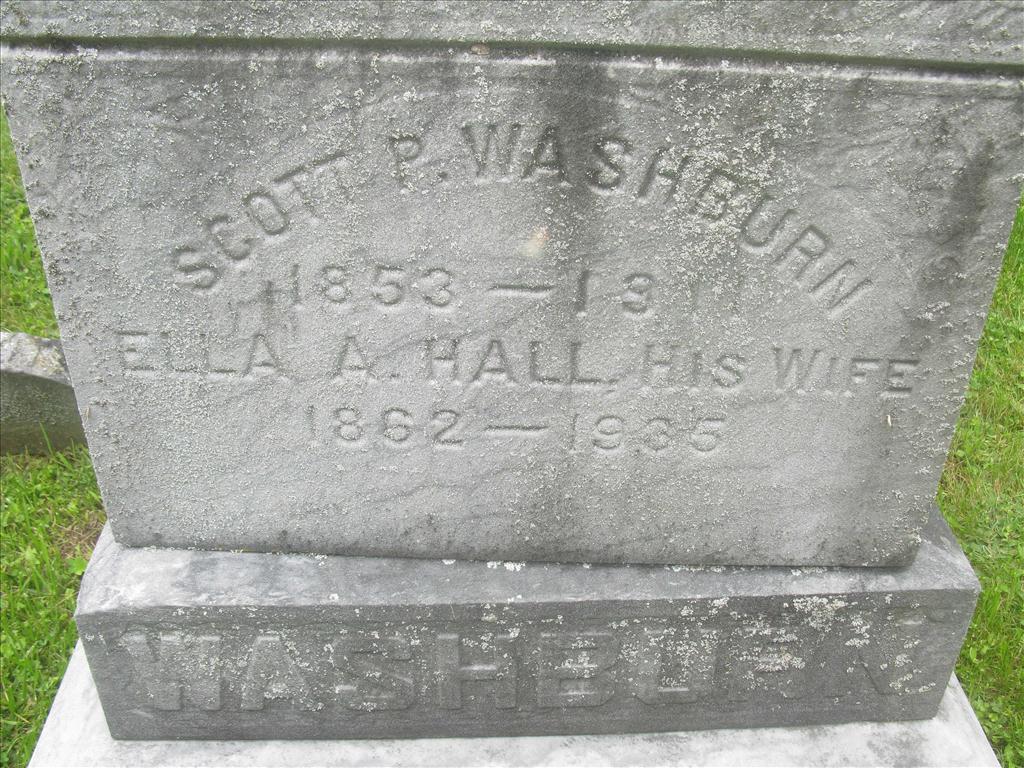 SCOTT P. WASHBURN
1853 —
ELLA A. HALL, HIS WIFE
1862 — 1935
WASHBURN